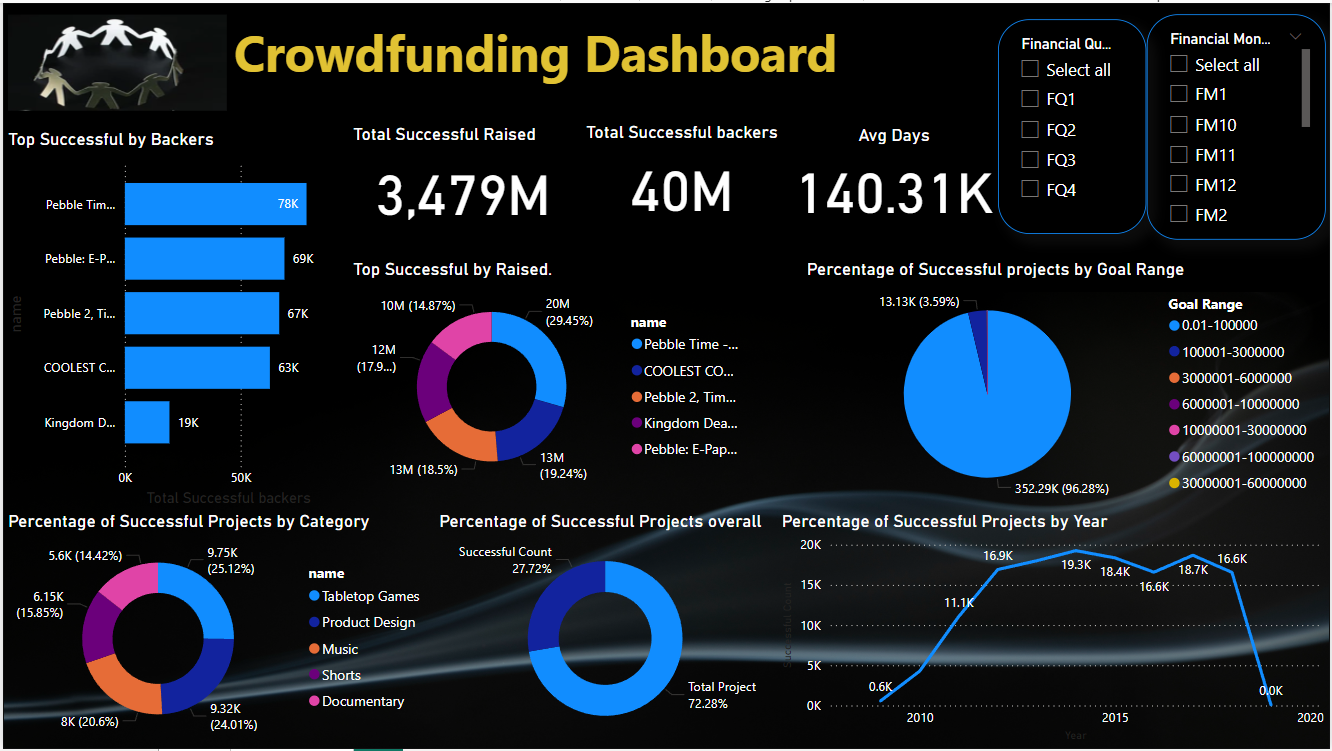 Crowdfunding Dashboard
Financial Qu...
Select all
FQ1
FQ2
FQ3
FQ4
Financial Mon...
Select all
FM1
FM10
FM11
FM12
FM2
Top Successful by Backers
name
Pebble Tim...
78K
Pebble: E-P...
69K
Pebble 2, Ti...
67K
COOLEST C...
63K
Kingdom D...
19K
0K
50K
Total Successful backers
Total Successful Raised
3,479M
Total Successful backers
40M
Avg Days
140.31K
Top Successful by Raised.
10M (14.87%)
20M
(29.45%)
12M
(17.9...)
13M (18.5%)
13M
(19.24%)
name
Pebble Time -...
COOLEST CO...
Pebble 2, Tim...
Kingdom Dea...
Pebble: E-Pap...
Percentage of Successful projects by Goal Range
13.13K (3.59%)
352.29K (96.28%)
Goal Range
0.01-100000
100001-3000000
3000001-6000000
6000001-10000000
10000001-30000000
60000001-100000000
30000001-60000000
Percentage of Successful Projects by Category
5.6K (14.42%)
9.75K
(25.12%)
6.15K
(15.85%)
8K (20.6%)
9.32K
(24.01%)
name
Tabletop Games
Product Design
Music
Shorts
Documentary
Percentage of Successful Projects overall
Successful Count
27.72%
Total Project
72.28%
Percentage of Successful Projects by Year
Successful Count
20K
15K
10K
5K
0K
0.6K
11.1K
16.9K
19.3K
18.4K
16.6K
18.7K
16.6K
0.0K
2010
2015
2020
Year